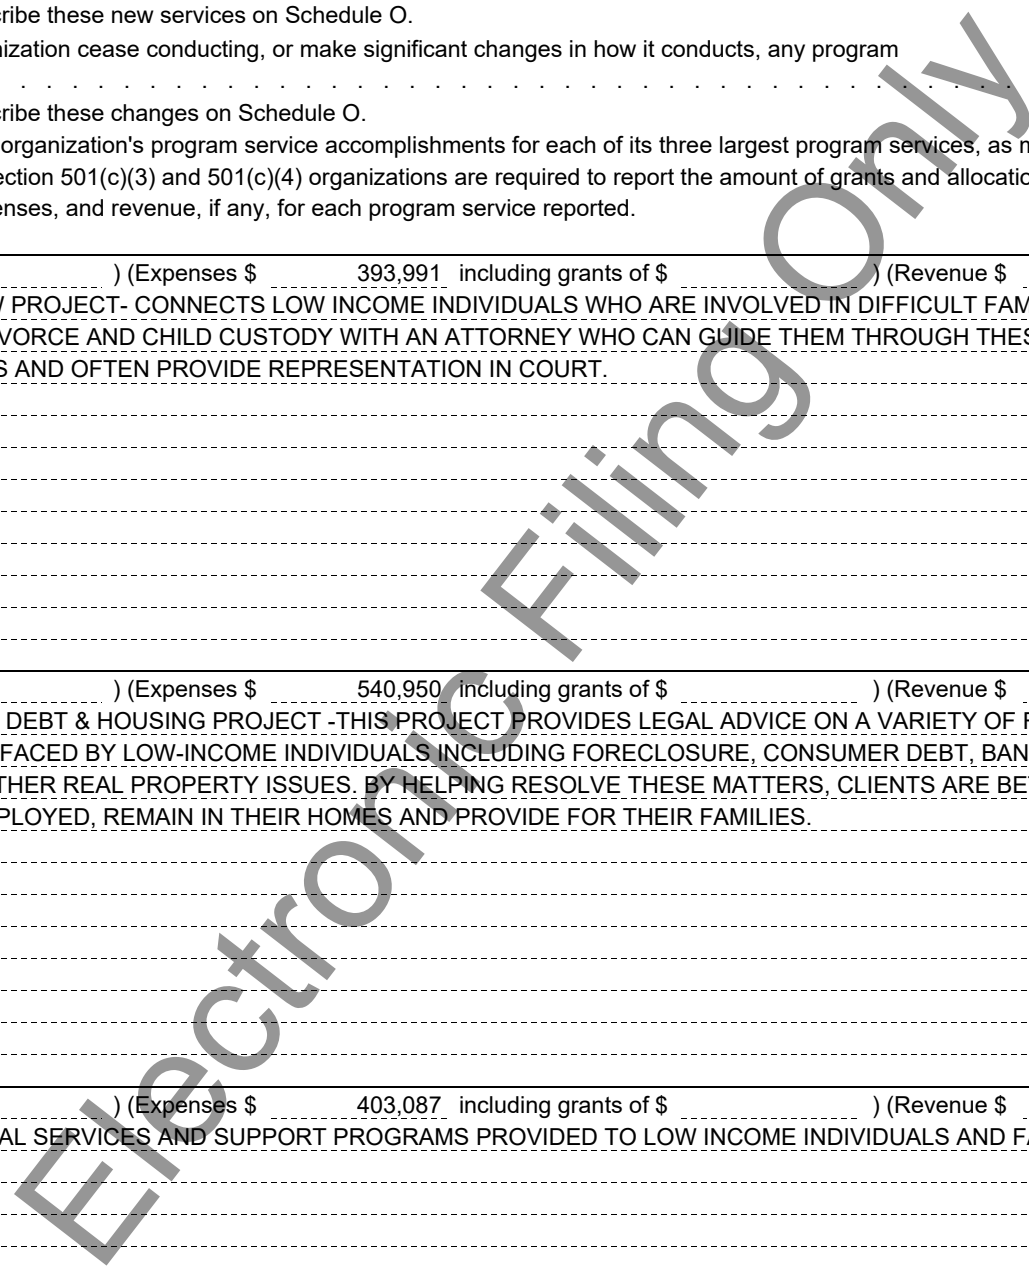 ribe these new services on Schedule O.
nization cease conducting, or make significant changes in how it conducts, any program
. . . . . . . . . . . . . . . . . . . . . . . . . . . . . . . . . . . . . . .
ribe these changes on Schedule O.
organization's program service accomplishments for each of its three largest program services, as m
ection 501(c)(3) and 501(c)(4) organizations are required to report the amount of grants and allocatio
enses, and revenue, if any, for each program service reported.
) (Expenses $ 393,991 including grants of $ ) (Revenue $
W PROJECT- CONNECTS LOW INCOME INDIVIDUALS WHO ARE INVOLVED IN DIFFICULT FAM
VORCE AND CHILD CUSTODY WITH AN ATTORNEY WHO CAN GUIDE THEM THROUGH THES
S AND OFTEN PROVIDE REPRESENTATION IN COURT.
) (Expenses $ 540,950 including grants of $ ) (Revenue $
DEBT & HOUSING PROJECT -THIS PROJECT PROVIDES LEGAL ADVICE ON A VARIETY OF F
FACED BY LOW-INCOME INDIVIDUALS INCLUDING FORECLOSURE, CONSUMER DEBT, BAN
THER REAL PROPERTY ISSUES. BY HELPING RESOLVE THESE MATTERS, CLIENTS ARE BE
PLOYED, REMAIN IN THEIR HOMES AND PROVIDE FOR THEIR FAMILIES.
) (Expenses $ 403,087 including grants of $ ) (Revenue $
AL SERVICES AND SUPPORT PROGRAMS PROVIDED TO LOW INCOME INDIVIDUALS AND FA
Electronic Filing Only